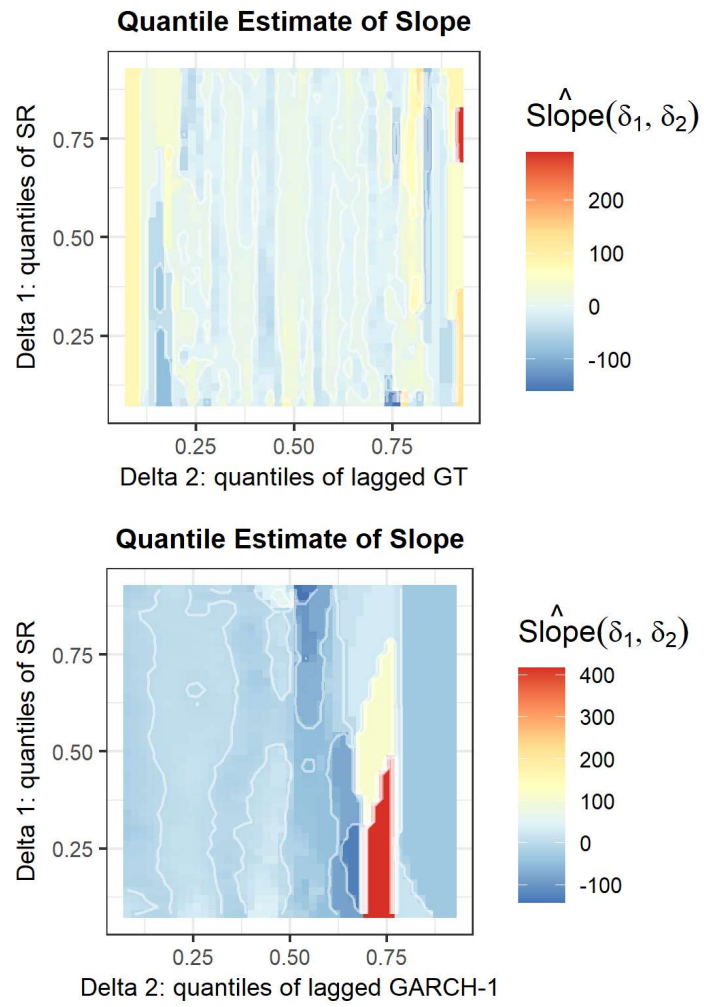 Quantile Estimate of Slope
Delta 1: quantiles of SR
0.75
0.50
0.25
0.25 0.50 0.75
Delta 2: quantiles of lagged GT
^
Slope(δ₁, δ₂)
200
100
0
-100
Quantile Estimate of Slope
Delta 1: quantiles of SR
0.75
0.50
0.25
0.25 0.50 0.75
Delta 2: quantiles of lagged GARCH-1
^
Slope(δ₁, δ₂)
400
300
200
100
0
-100